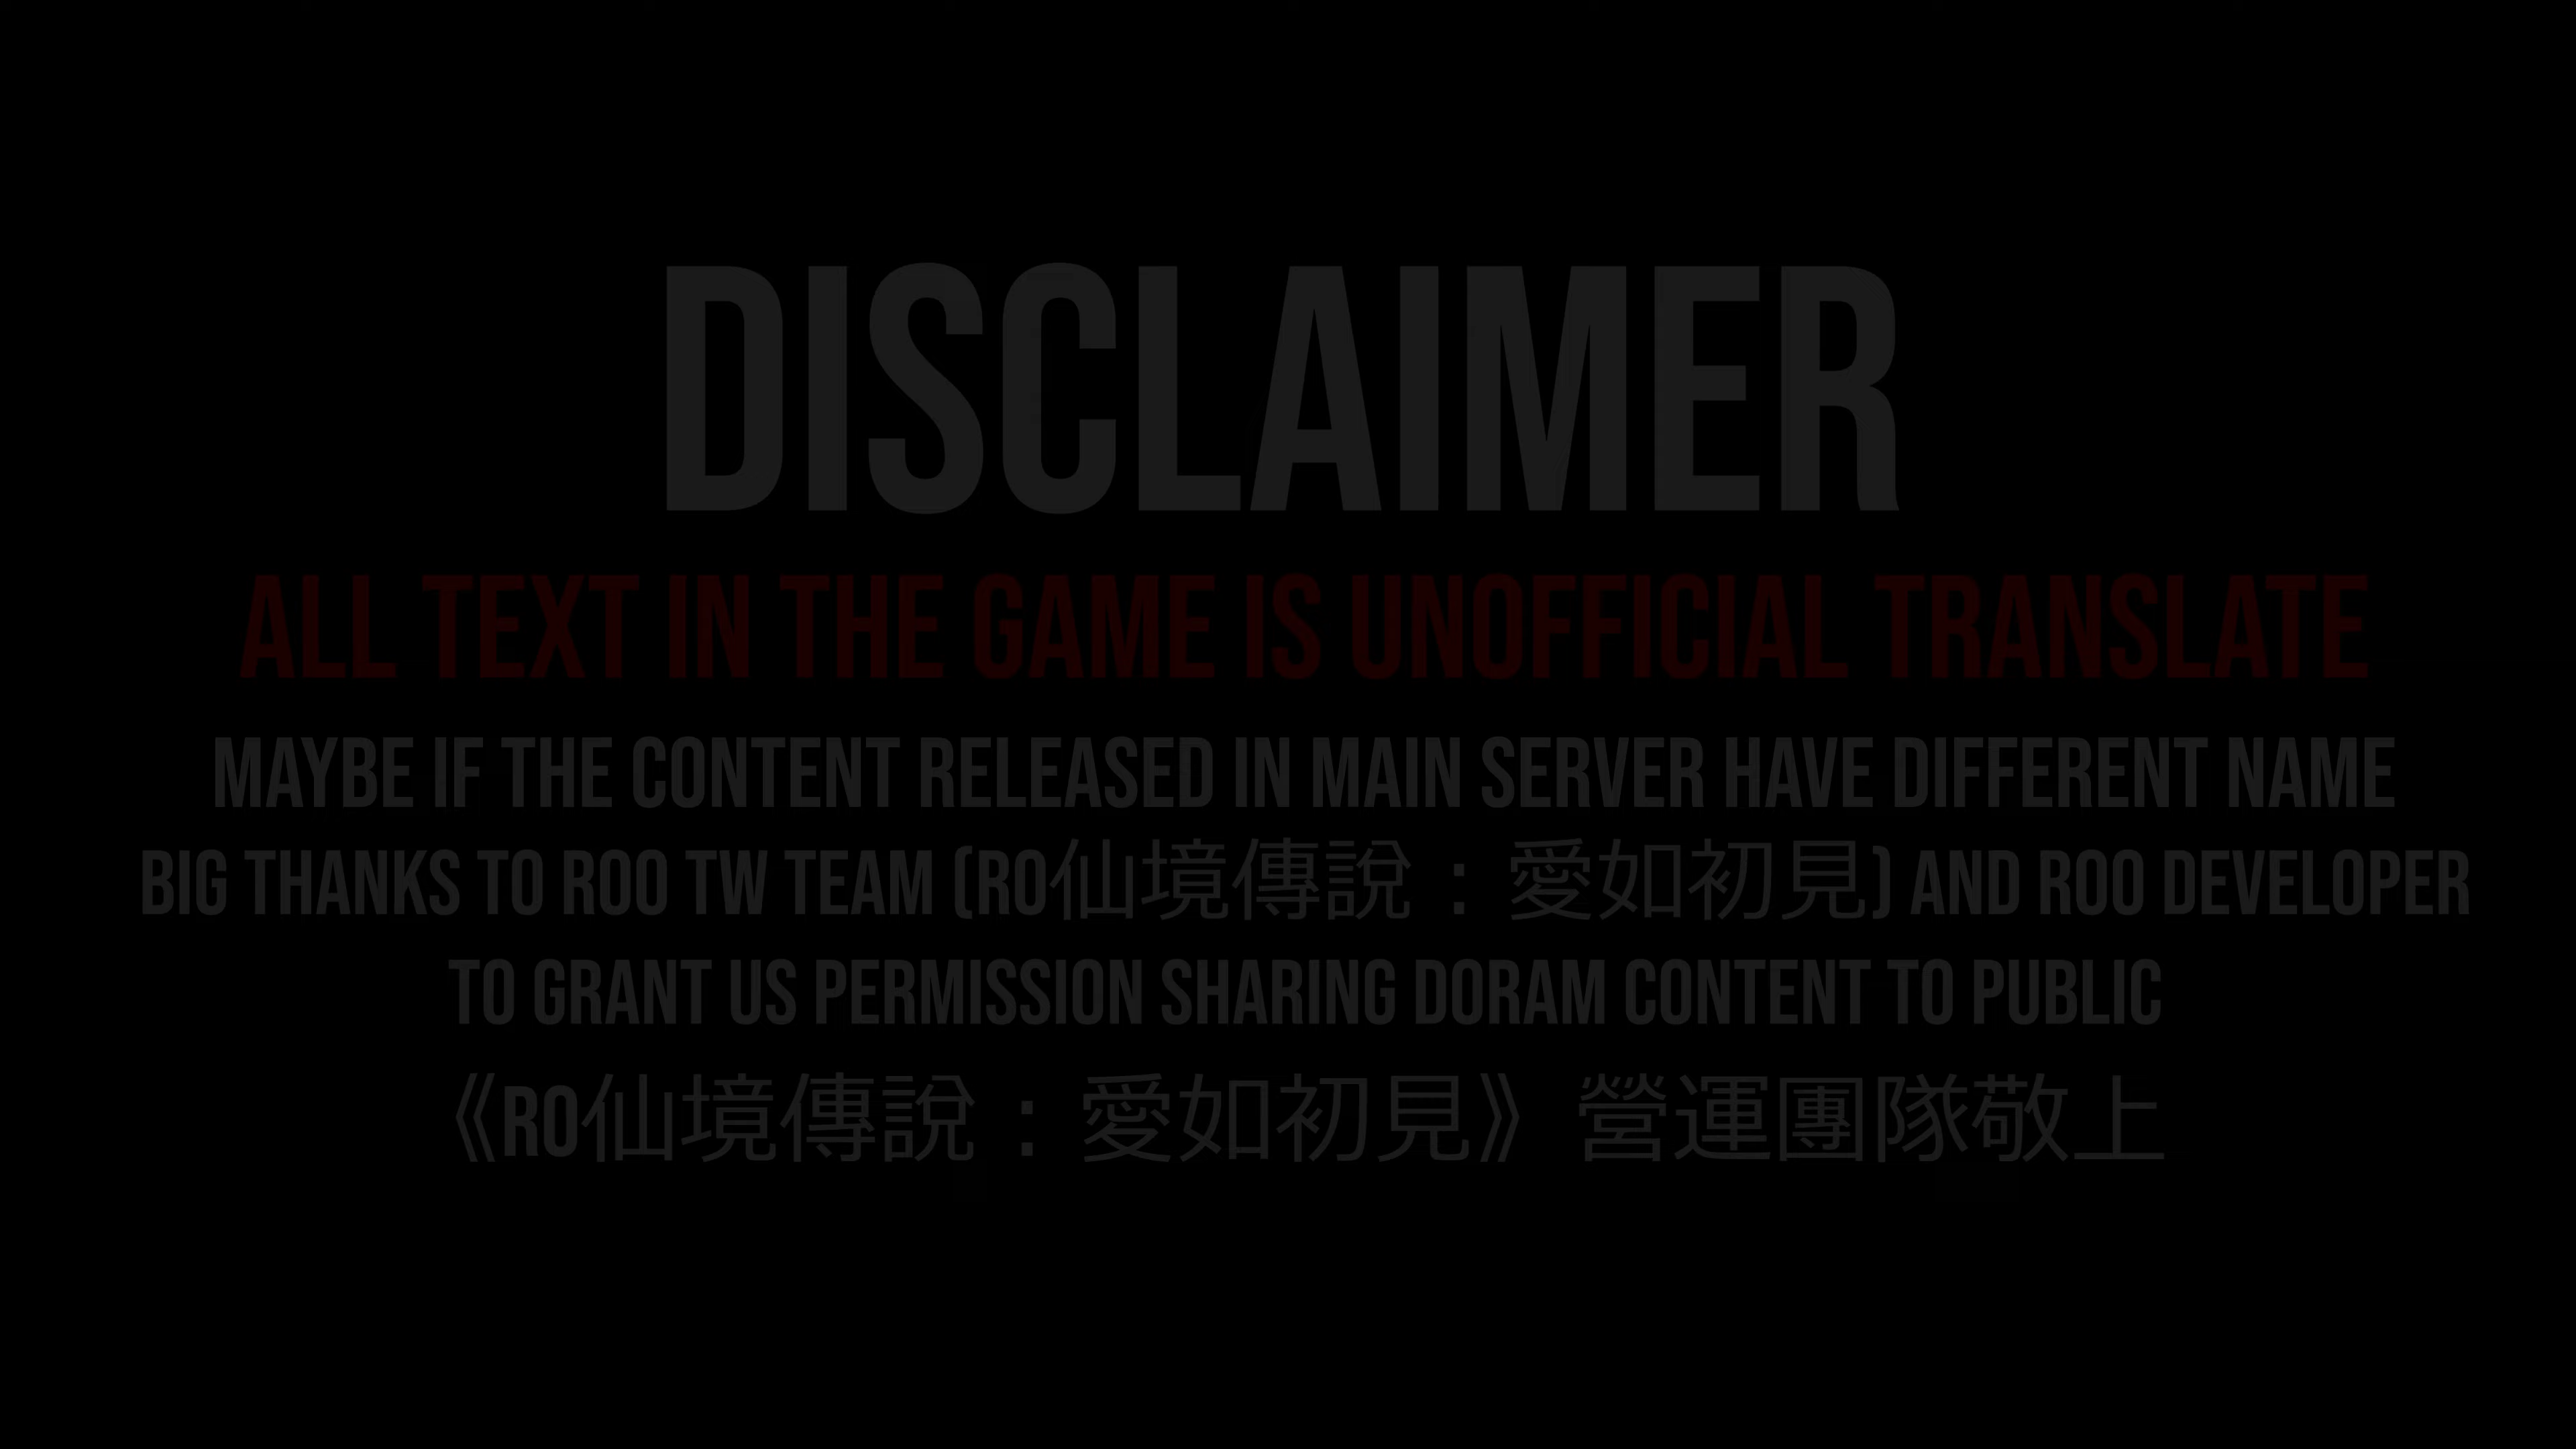 DISCLAIMER
ALL TEXT IN THE GAME IS UNOFFICIAL TRANSLATE
MAYBE IF THE CONTENT RELEASED IN MAIN SERVER HAVE DIFFERENT NAME
BIG THANKS TO ROO TW TEAM (RO仙境傳說：愛如初見) AND ROO DEVELOPER
TO GRANT US PERMISSION SHARING DORAM CONTENT TO PUBLIC
《RO仙境傳說：愛如初見》 營運團隊敬上